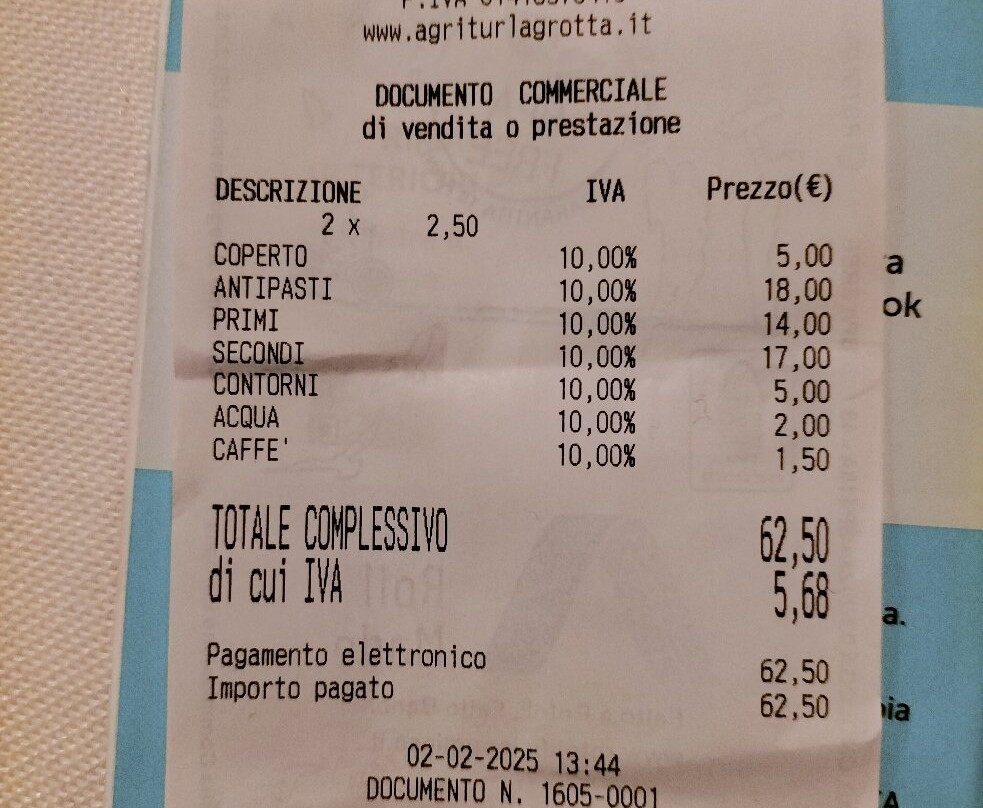 www.agriturlagrotta.it
DOCUMENTO COMMERCIALE
di vendita o prestazione
DESCRIZIONE IVA Prezzo(€)
2 x 2,50
COPERTO 10,00% 5,00
ANTIPASTI 10,00% 18,00
PRIMI 10,00% 14,00
SECONDI 10,00% 17,00
CONTORNI 10,00% 5,00
ACQUA 10,00% 2,00
CAFFE' 10,00% 1,50
TOTALE COMPLESSIVO 62,50
di cui IVA 5,68
Pagamento elettronico 62,50
Importo pagato 62,50
02-02-2025 13:44
DOCUMENTO N. 1605-0001
ok